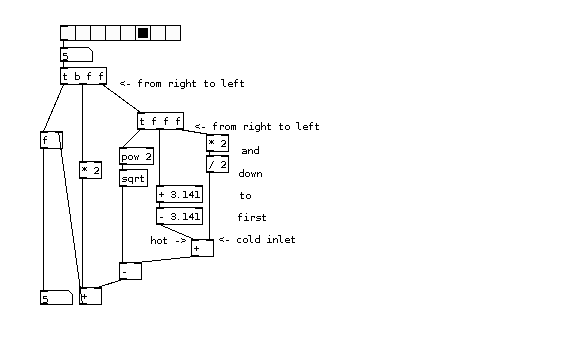 5
t b f f
<- from right to left
t f f f
<- from right to left
f
* 2
and
pow 2
/ 2
* 2
down
sqrt
+ 3.141
to
- 3.141
first
hot ->
<- cold inlet
+
-
5
+